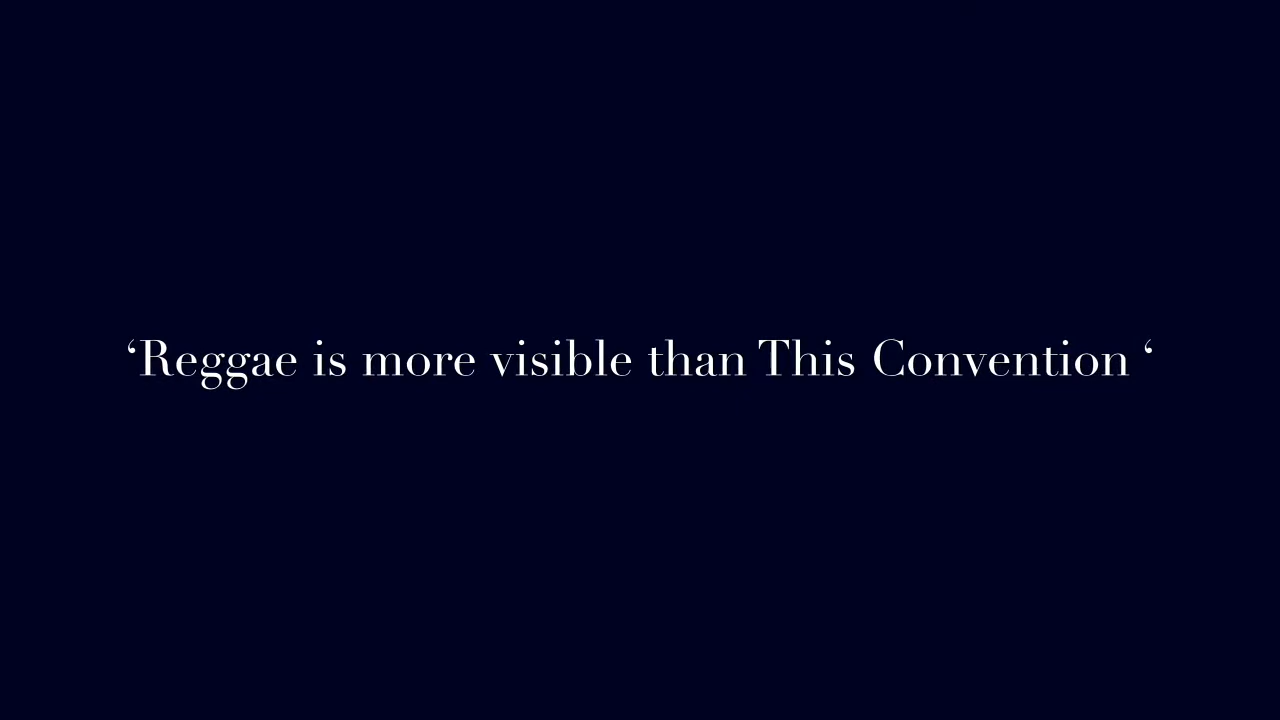 ‘Reggae is more visible than This Convention ‘